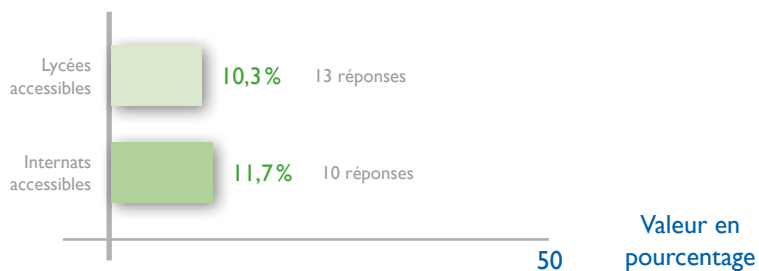 Lycées
accessibles
10,3 %
13 réponses
Internats
accessibles
11,7 %
10 réponses
50
Valeur en
pourcentage